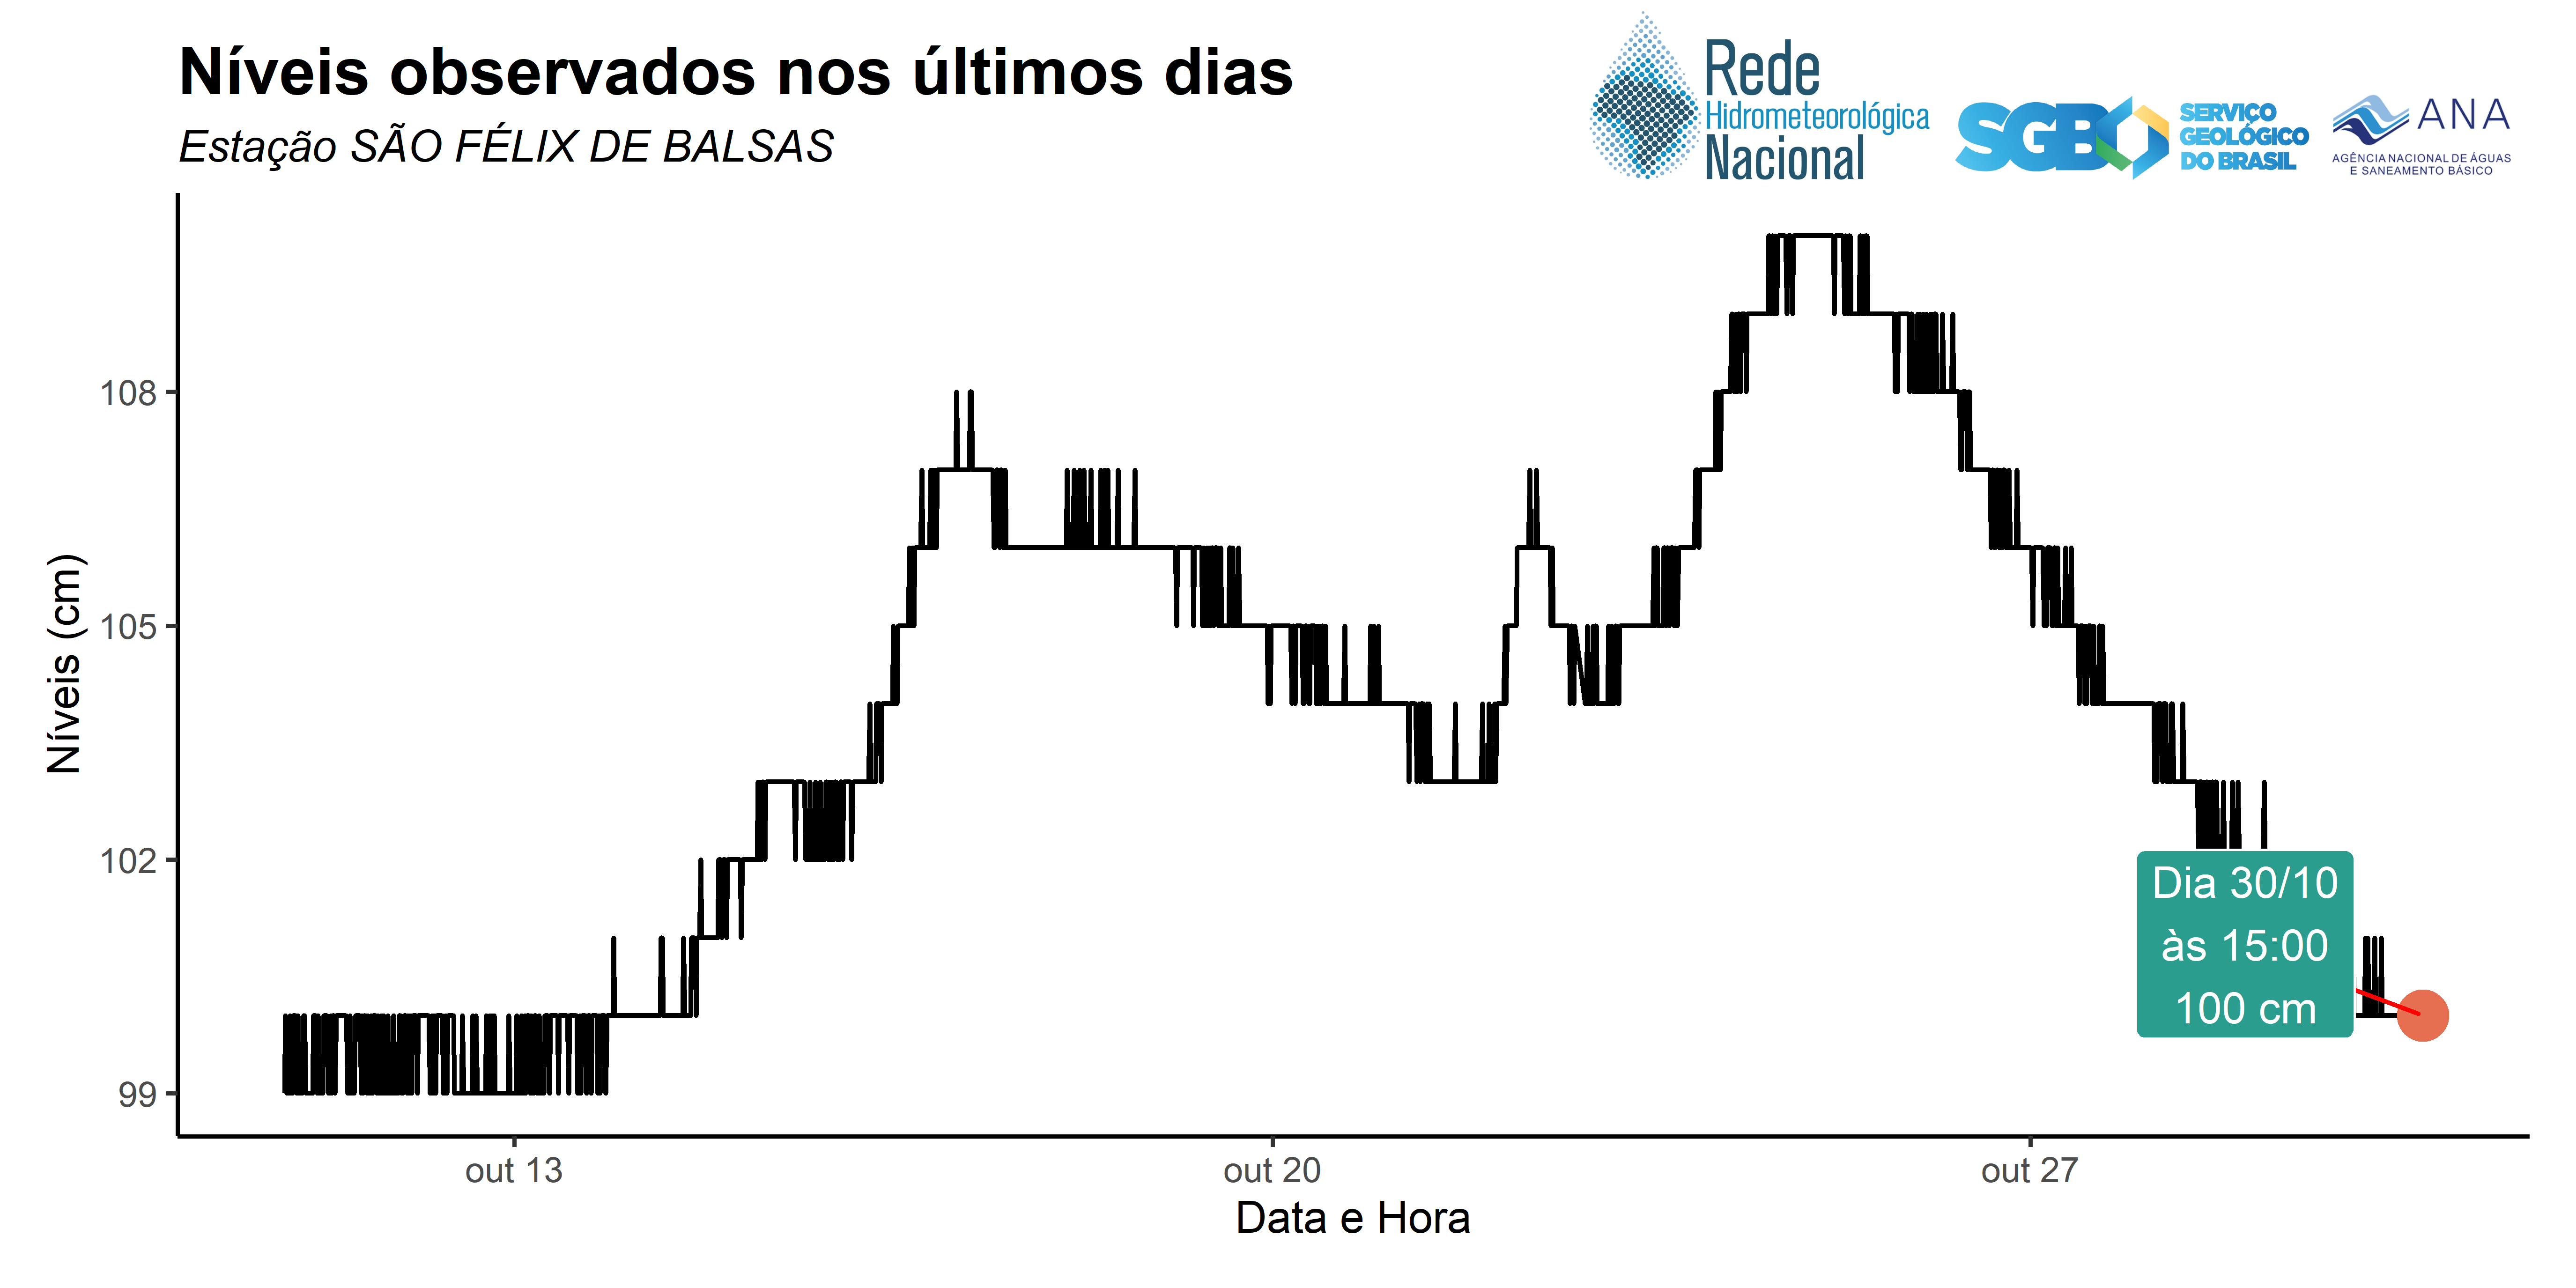 Níveis observados nos últimos dias
Estação SÃO FÉLIX DE BALSAS
Rede
Hidrometeorológica
Nacional
SGB
SERVIÇO
GEOLÓGICO
DO BRASIL
ANA
AGÊNCIA NACIONAL DE ÁGUAS
E SANEAMENTO BÁSICO
Níveis (cm)
108
105
102
99
Dia 30/10
às 15:00
100 cm
out 13
out 20
out 27
Data e Hora